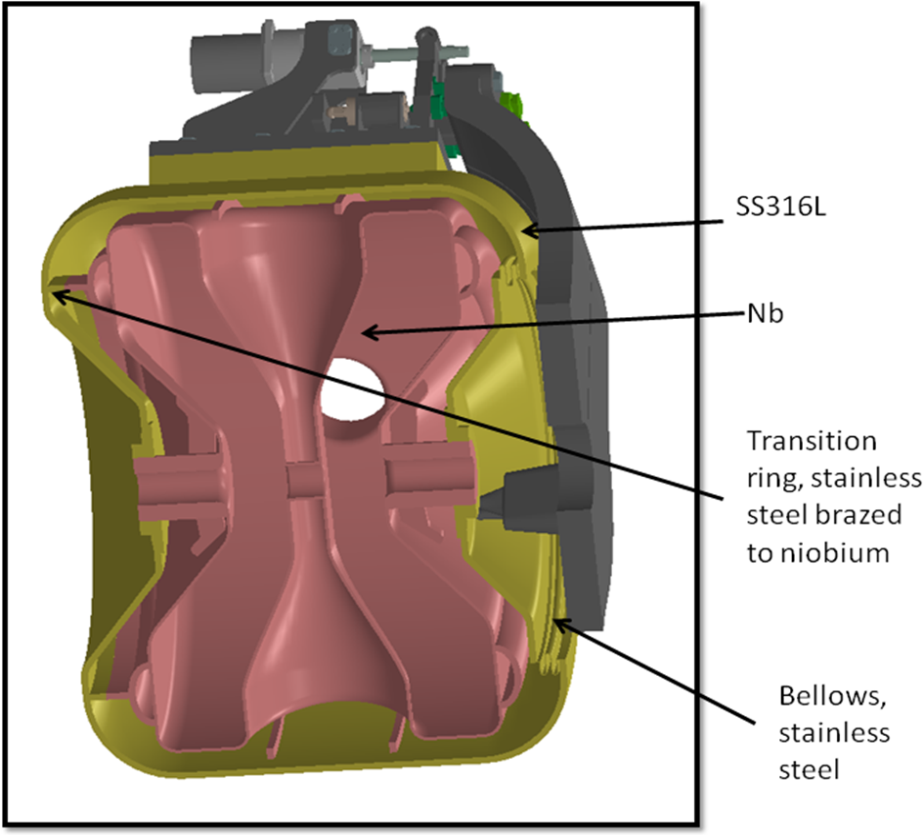 SS316L
Nb
Transition
ring, stainless
steel brazed
to niobium
Bellows,
stainless
steel